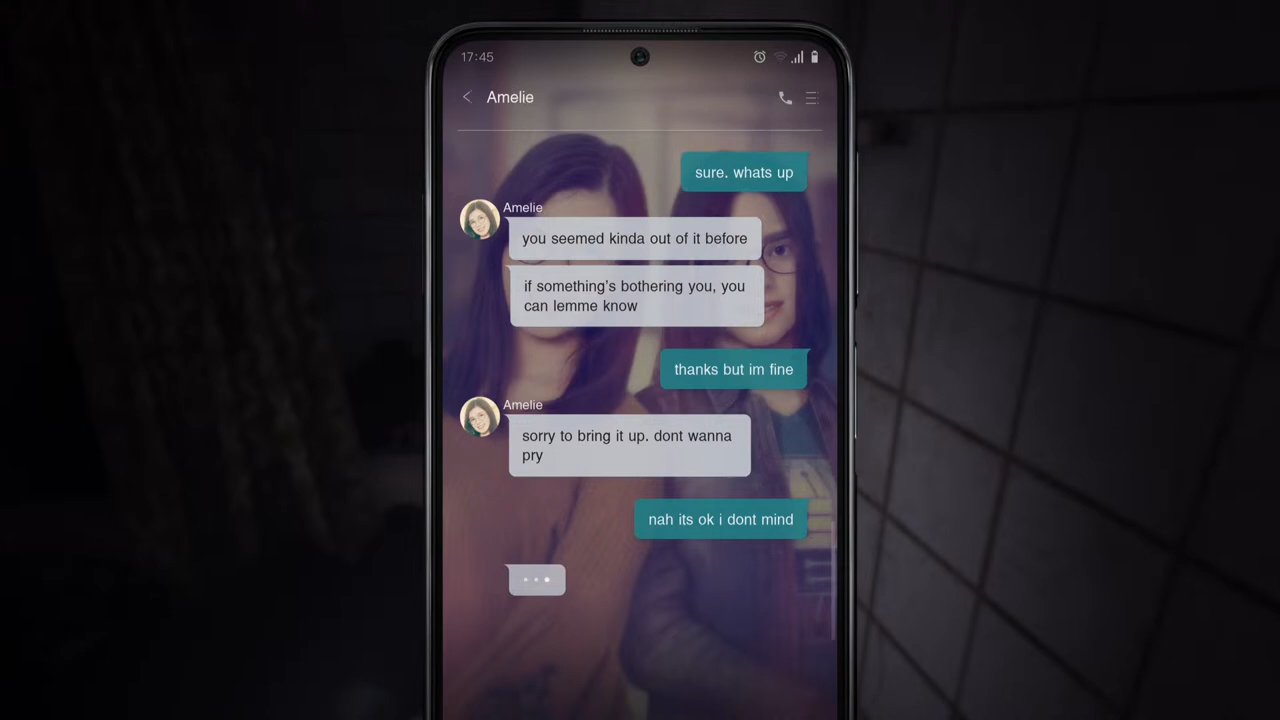 17:45
Amelie
sure. whats up
Amelie
you seemed kinda out of it before
if something's bothering you, you
can lemme know
thanks but im fine
Amelie
sorry to bring it up. dont wanna
pry
nah its ok i dont mind